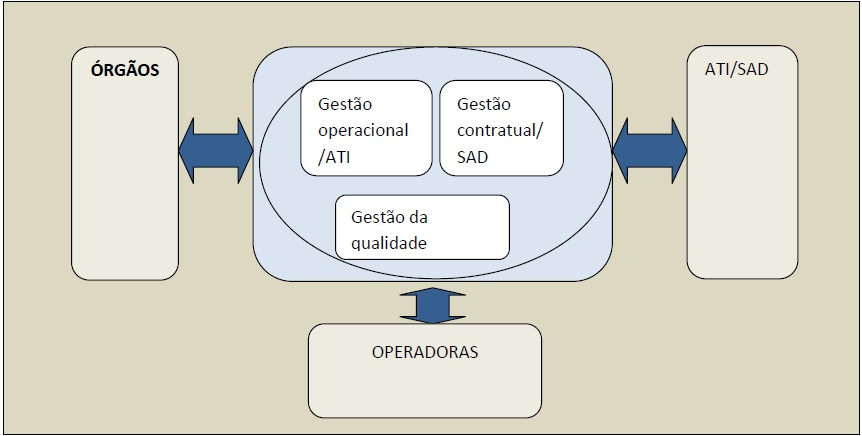 ÓRGÃOS
Gestão
operacional
/ATI
Gestão
contratual/
SAD
Gestão da
qualidade
ATI/SAD
OPERADORAS